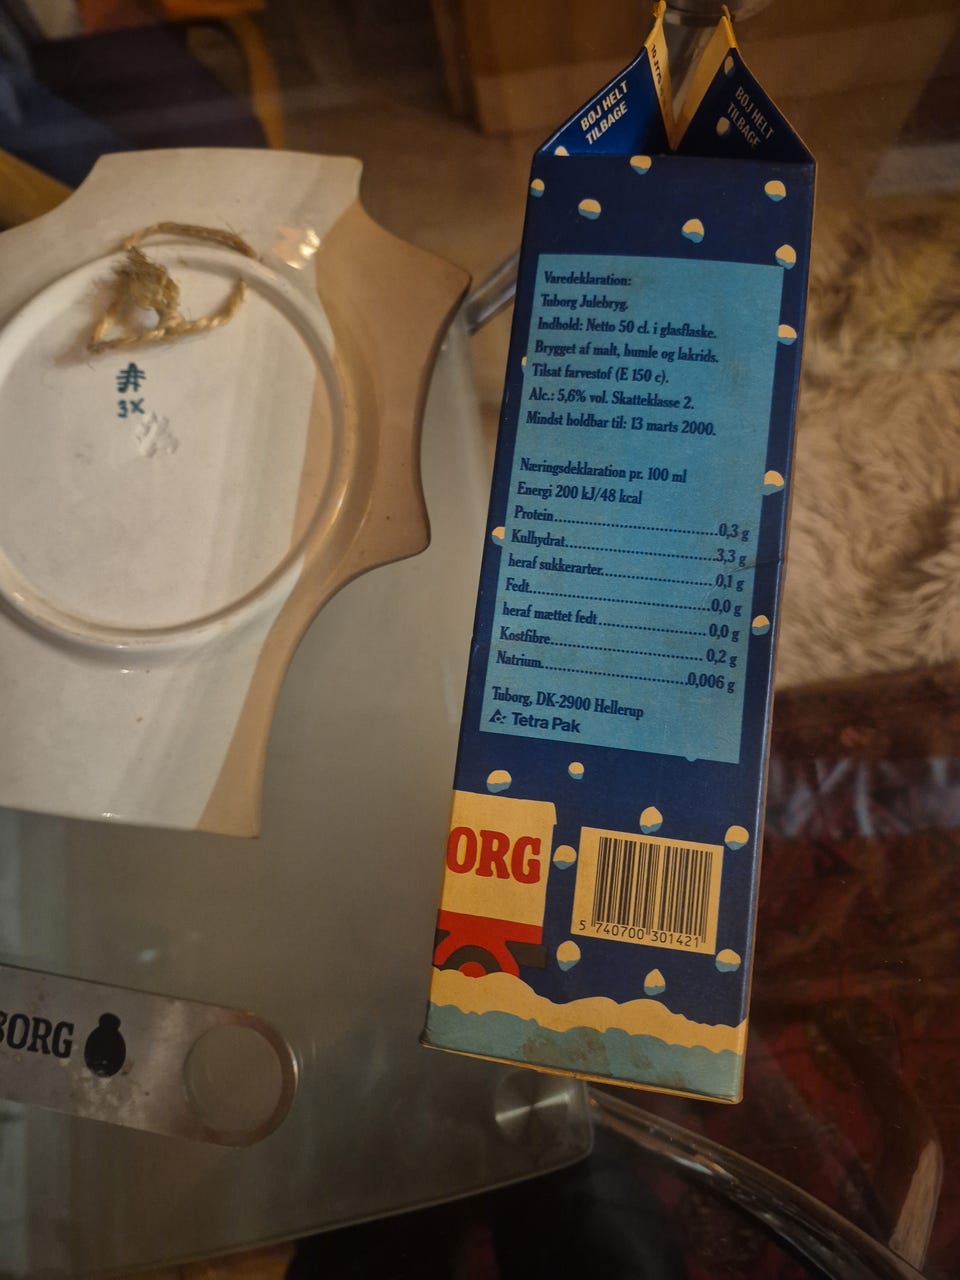 BØJ HELT
TILBAGE
BØJ HELT
TILBAGE
Varedeklaration:
Tuborg Julebryg.
Indhold: Netto 50 cl. i glasflaske.
Brygget af malt, humle og lakrids.
Tilsat farvestof (E 150 c).
Alc.: 5,6% vol. Skatteklasse 2.
Mindst holdbar til: 13 marts 2000.
Næringsdeklaration pr. 100 ml
Energi 200 kJ/48 kcal
Protein.......................................0,3 g
Kulhydrat...................................3,3 g
heraf sukkerarter.........................0,1 g
Fedt...........................................0,0 g
heraf mættet fedt.........................0,0 g
Kostfibre.....................................0,2 g
Natrium..................................0,006 g
Tuborg, DK-2900 Hellerup
Tetra Pak
ORG
5 740700 301421
BORG
3X